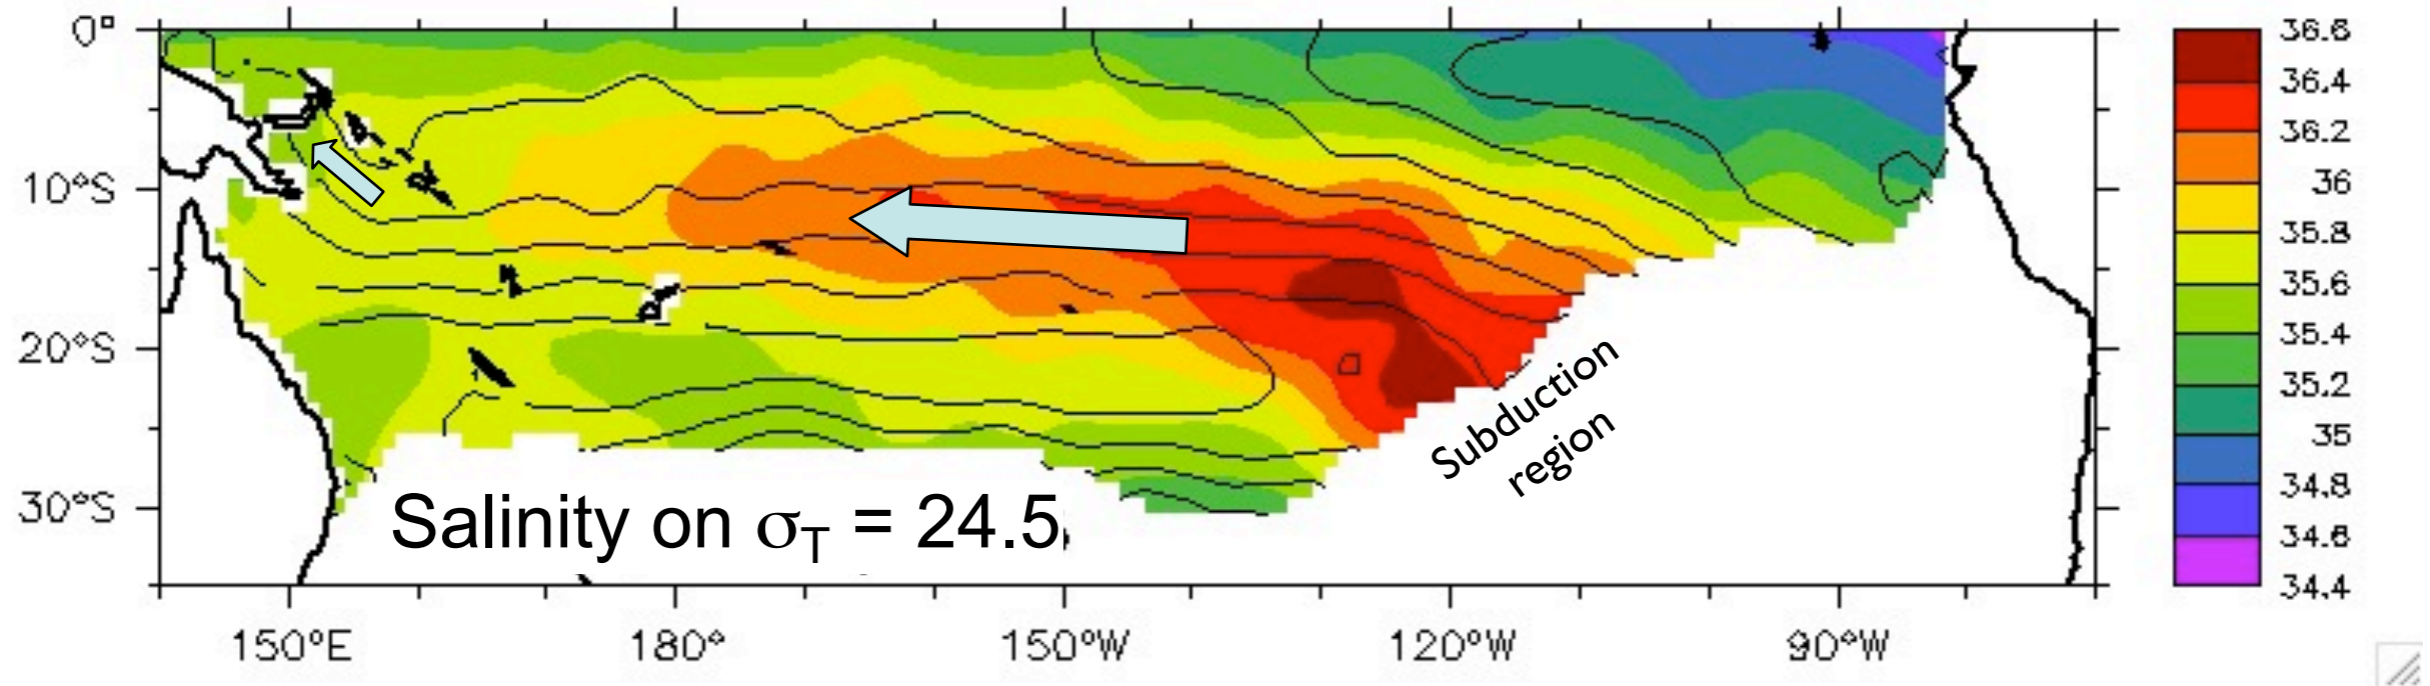 0°
10°S
20°S
30°S
150°E
180°
150°W
120°W
90°W
Salinity on σT = 24.5
Subduction
region
36.6
36.4
36.2
36
35.8
35.6
35.4
35.2
35
34.8
34.6
34.4